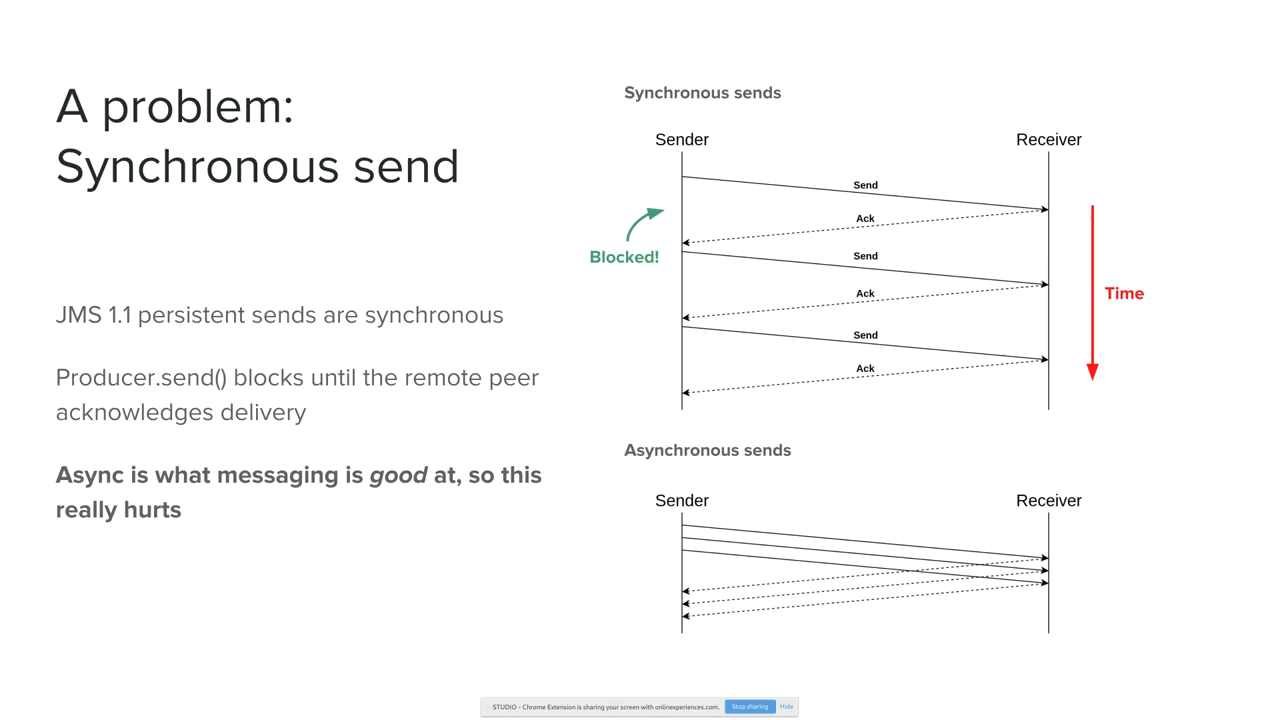 A problem:
Synchronous send
JMS 1.1 persistent sends are synchronous
Producer.send() blocks until the remote peer
acknowledges delivery
Async is what messaging is good at, so this
really hurts
Synchronous sends
Sender
Receiver
Send
Ack
Blocked!
Send
Ack
Time
Send
Ack
Asynchronous sends
Sender
Receiver
STUDIO - Chrome Extension is sharing your screen with onlinexperiences.com.
Stop sharing
Hide